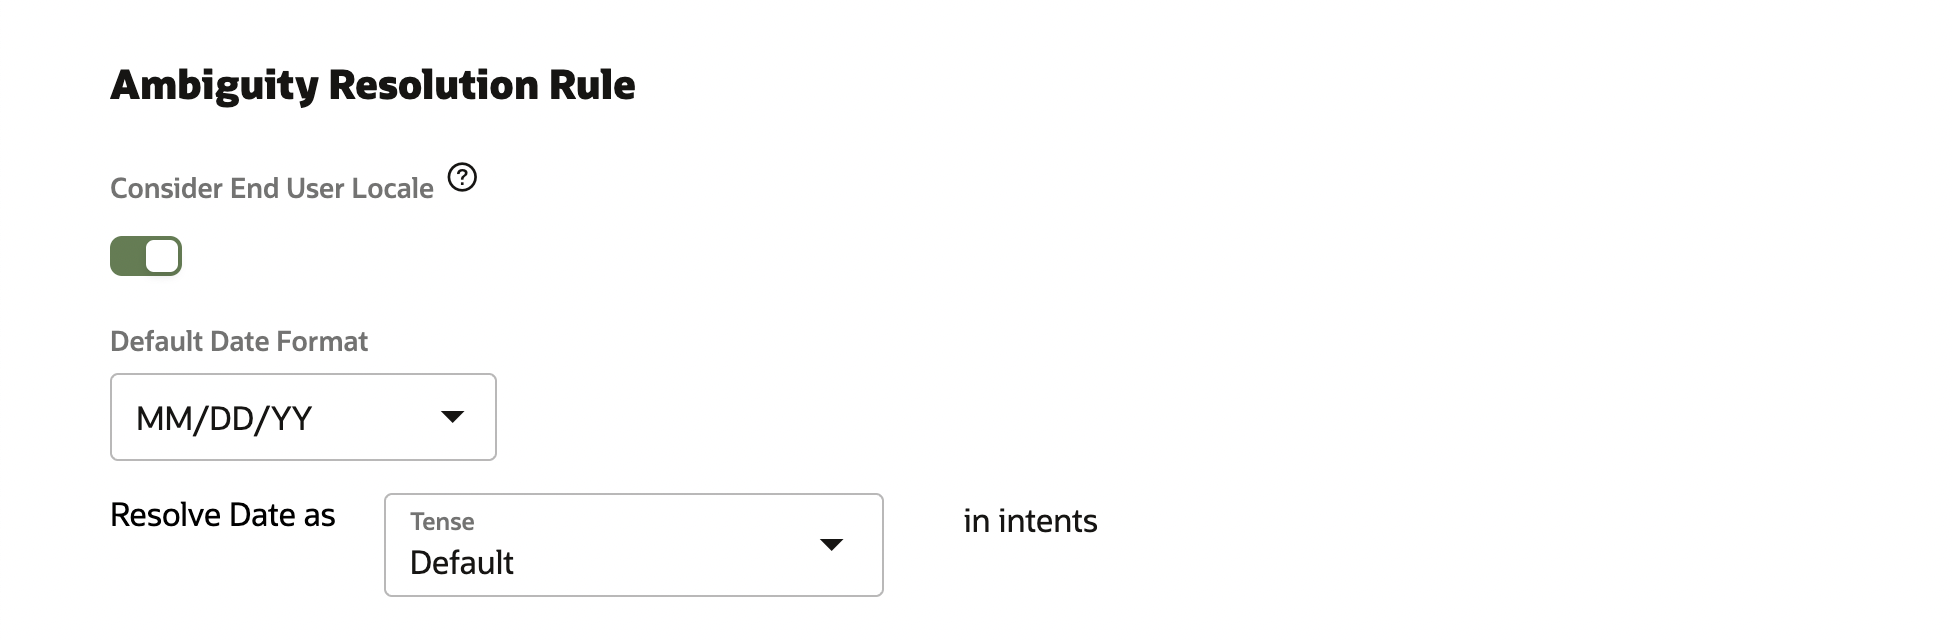 Ambiguity Resolution Rule
Consider End User Locale ?
Default Date Format
MM/DD/YY
Resolve Date as
Tense
Default
in intents